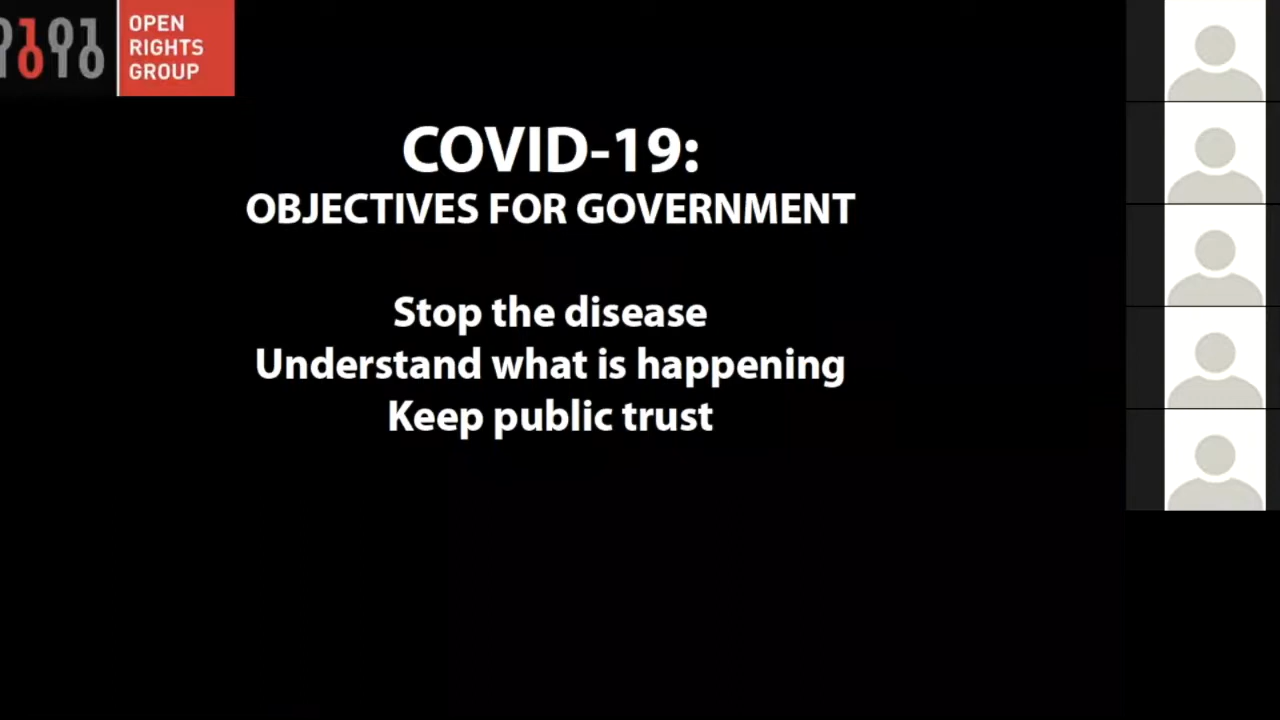 OPEN
RIGHTS
GROUP
COVID-19:
OBJECTIVES FOR GOVERNMENT
Stop the disease
Understand what is happening
Keep public trust